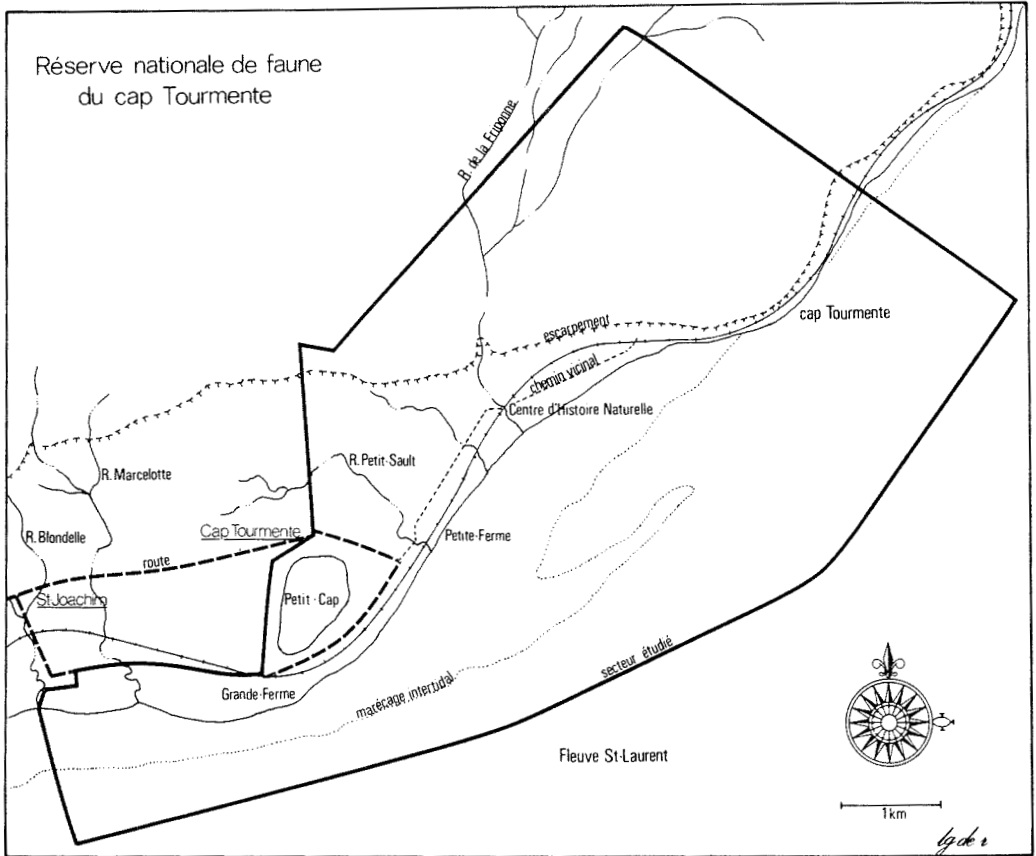 Réserve nationale de faune
du cap Tourmente
R. de la Friponne
cap Tourmente
escarpement
chemin vicinal
Centre d'Histoire Naturelle
R. Petit-Sault
R. Marcelotte
R. Blondelle
Cap Tourmente
Petite-Ferme
route
St Joachim
Petit-Cap
Grande-Ferme
marécage intertidal
secteur étudié
Fleuve St-Laurent
1 km